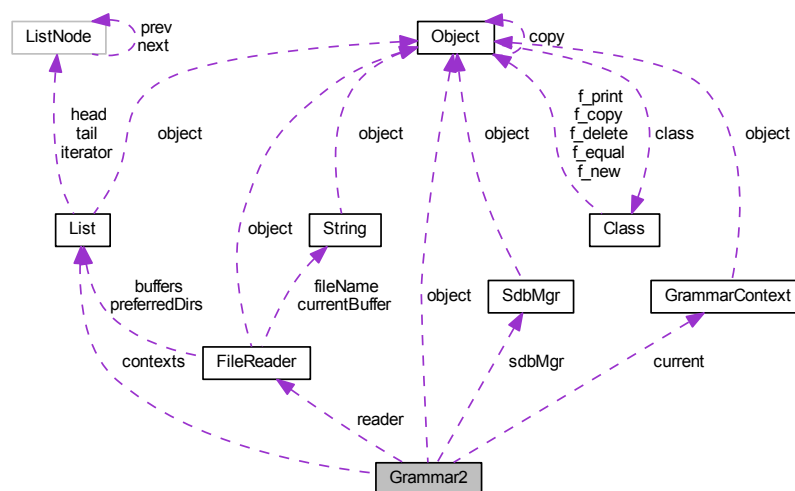 ListNode
prev
next
Object
copy
head
tail
iterator
object
object
f_print
f_copy
f_delete
f_equal
f_new
object
class
object
List
object
String
Class
buffers
preferredDirs
fileName
currentBuffer
object
SdbMgr
GrammarContext
contexts
FileReader
sdbMgr
current
reader
Grammar2